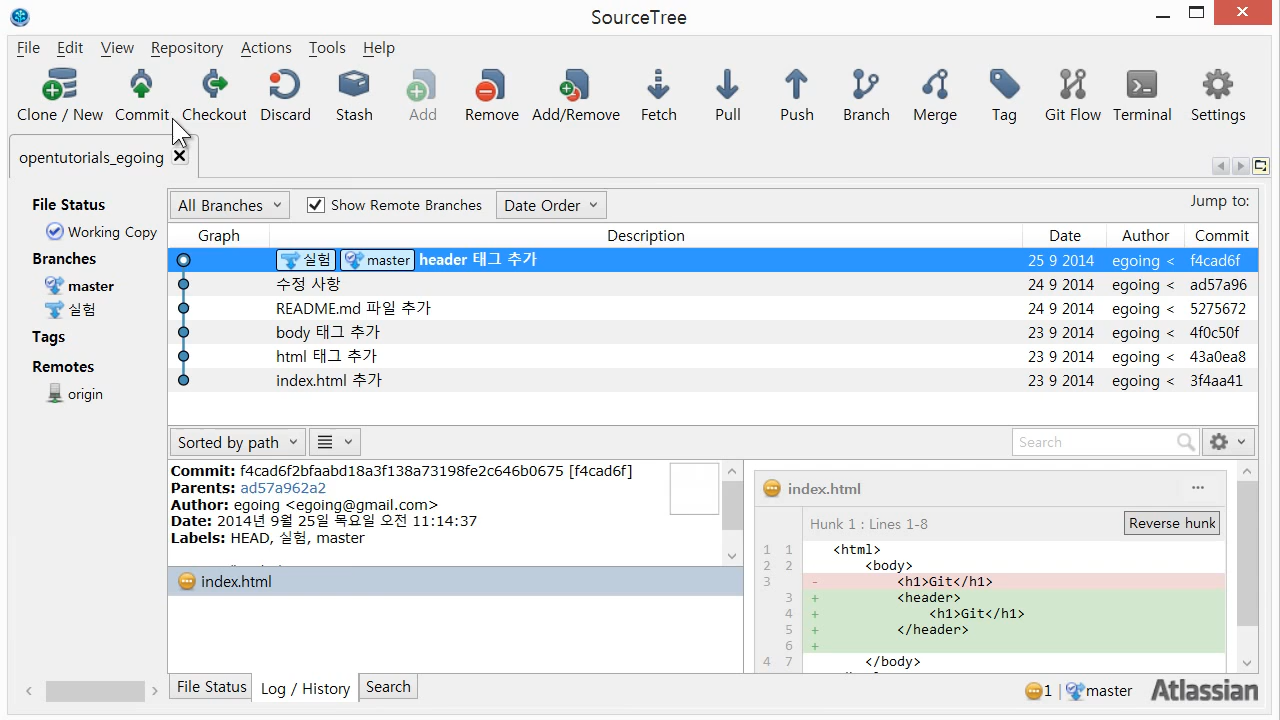 SourceTree
File Edit View Repository Actions Tools Help
Clone / New Commit Checkout Discard Stash Add Remove Add/Remove Fetch Pull Push Branch Merge Tag Git Flow Terminal Settings
opentutorials_egoing
File Status
Working Copy
Branches
master
실험
Tags
Remotes
origin
All Branches Show Remote Branches Date Order Jump to:
Graph Description Date Author Commit
실험 master header 태그 추가 25 9 2014 egoing < f4cad6f
수정 사항 24 9 2014 egoing < ad57a96
README.md 파일 추가 24 9 2014 egoing < 5275672
body 태그 추가 23 9 2014 egoing < 4f0c50f
html 태그 추가 23 9 2014 egoing < 43a0ea8
index.html 추가 23 9 2014 egoing < 3f4aa41
Sorted by path Search
Commit: f4cad6f2bfaabd18a3f138a73198fe2c646b0675 [f4cad6f]
Parents: ad57a962a2
Author: egoing <egoing@gmail.com>
Date: 2014년 9월 25일 목요일 오전 11:14:37
Labels: HEAD, 실험, master
index.html
index.html
Hunk 1 : Lines 1-8 Reverse hunk
1 1 <html>
2 2 <body>
3 - <h1>Git</h1>
3 + <header>
4 + <h1>Git</h1>
5 + </header>
6 +
4 7 </body>
File Status Log / History Search
1 master Atlassian